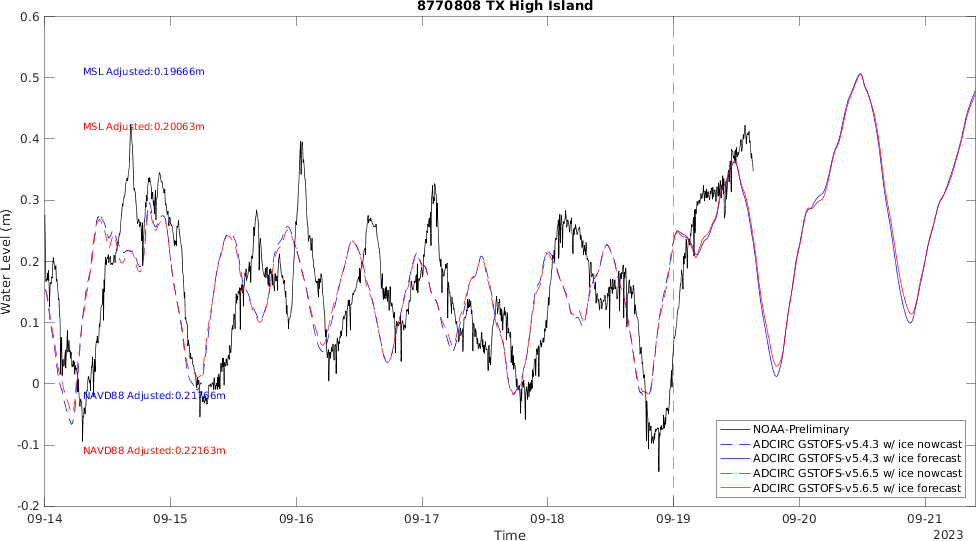 8770808 TX High Island
0.6
0.5
0.4
0.3
0.2
0.1
0
-0.1
-0.2
Water Level (m)
MSL Adjusted:0.19666m
MSL Adjusted:0.20063m
NAVD88 Adjusted:0.21766m
NAVD88 Adjusted:0.22163m
NOAA-Preliminary
ADCIRC GSTOFS-v5.4.3 w/ ice nowcast
ADCIRC GSTOFS-v5.4.3 w/ ice forecast
ADCIRC GSTOFS-v5.6.5 w/ ice nowcast
ADCIRC GSTOFS-v5.6.5 w/ ice forecast
09-14 09-15 09-16 09-17 09-18 09-19 09-20 09-21
Time
2023